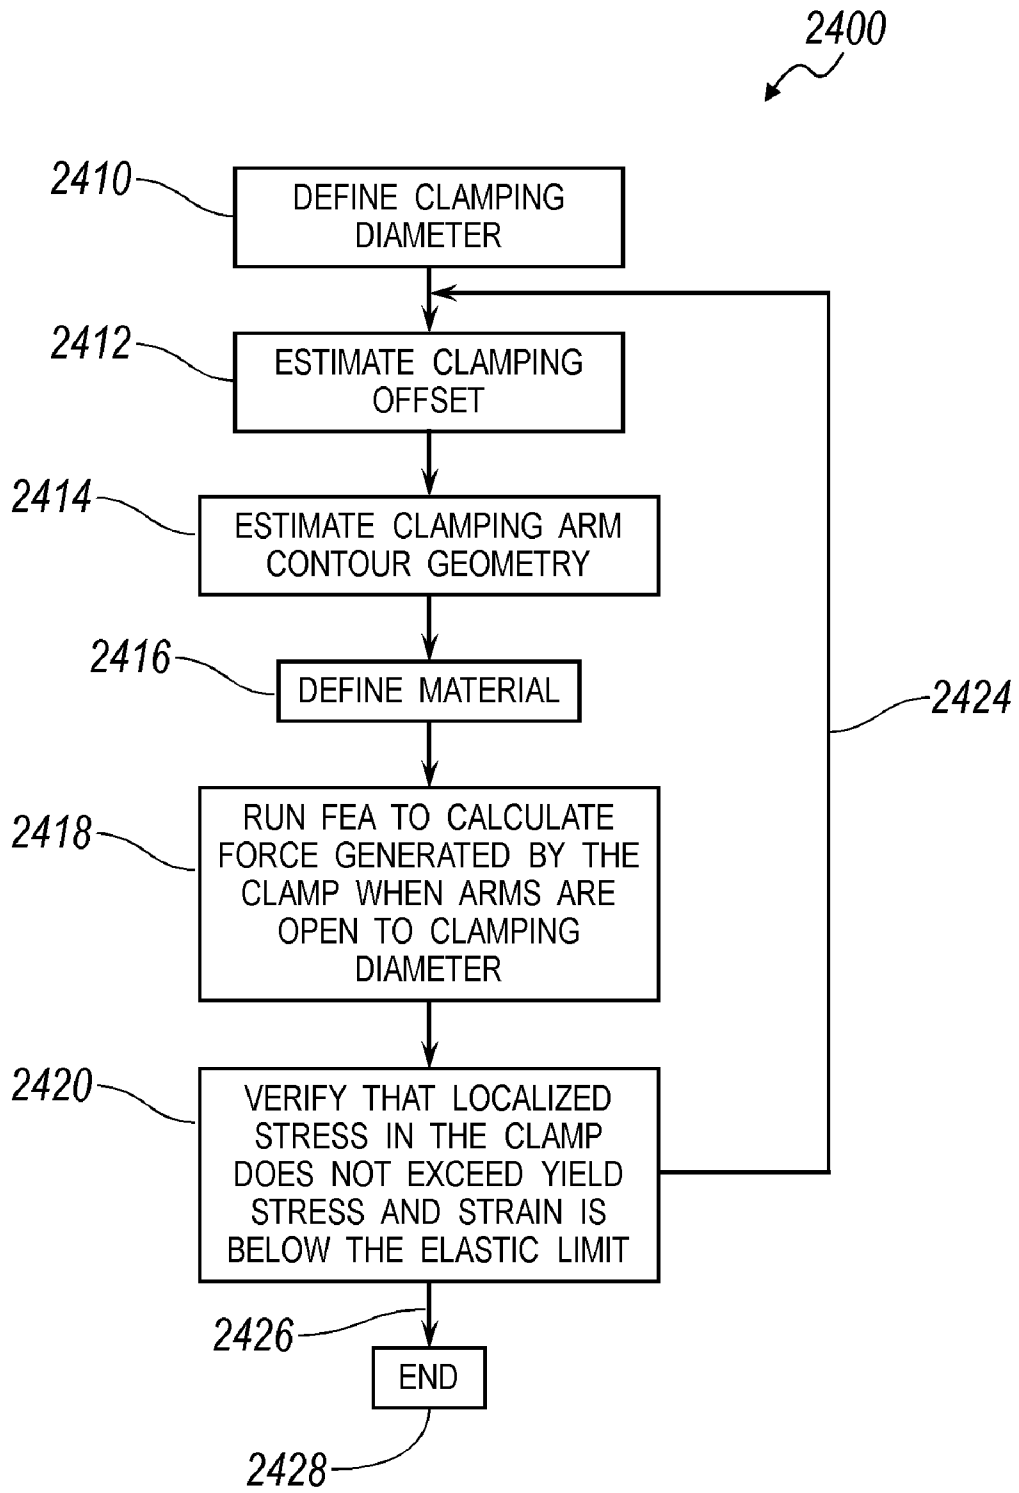 2400
2410
DEFINE CLAMPING
DIAMETER
2412
ESTIMATE CLAMPING
OFFSET
2414
ESTIMATE CLAMPING ARM
CONTOUR GEOMETRY
2416
DEFINE MATERIAL
2424
2418
RUN FEA TO CALCULATE
FORCE GENERATED BY THE
CLAMP WHEN ARMS ARE
OPEN TO CLAMPING
DIAMETER
2420
VERIFY THAT LOCALIZED
STRESS IN THE CLAMP
DOES NOT EXCEED YIELD
STRESS AND STRAIN IS
BELOW THE ELASTIC LIMIT
2426
END
2428